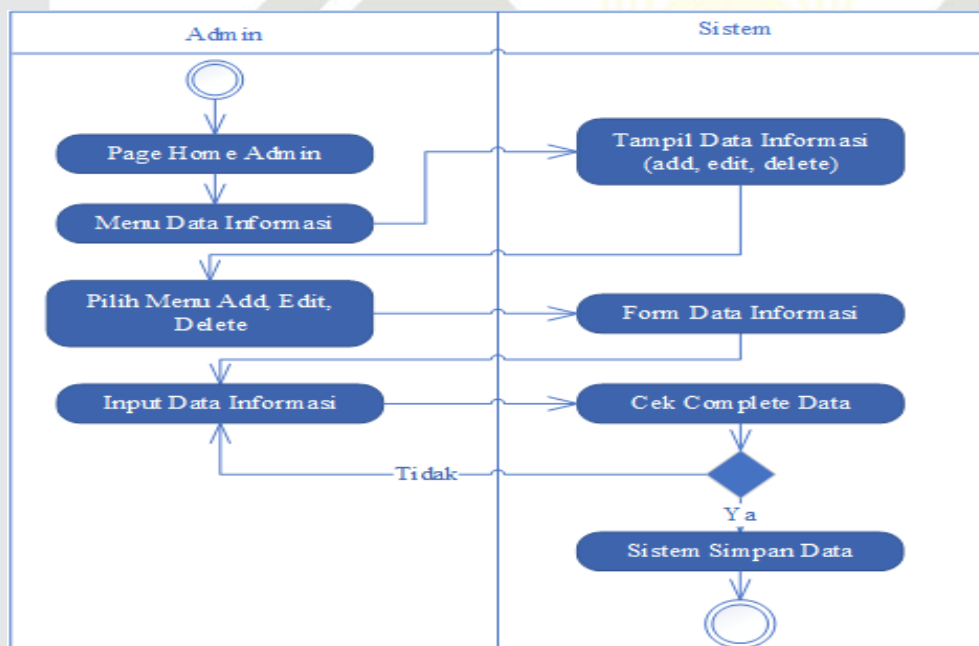 Admin
Sistem
Page Home Admin
Tampil Data Informasi
(add, edit, delete)
Menu Data Informasi
Pilih Menu Add, Edit,
Delete
Form Data Informasi
Input Data Informasi
Cek Complete Data
Tidak
Ya
Sistem Simpan Data